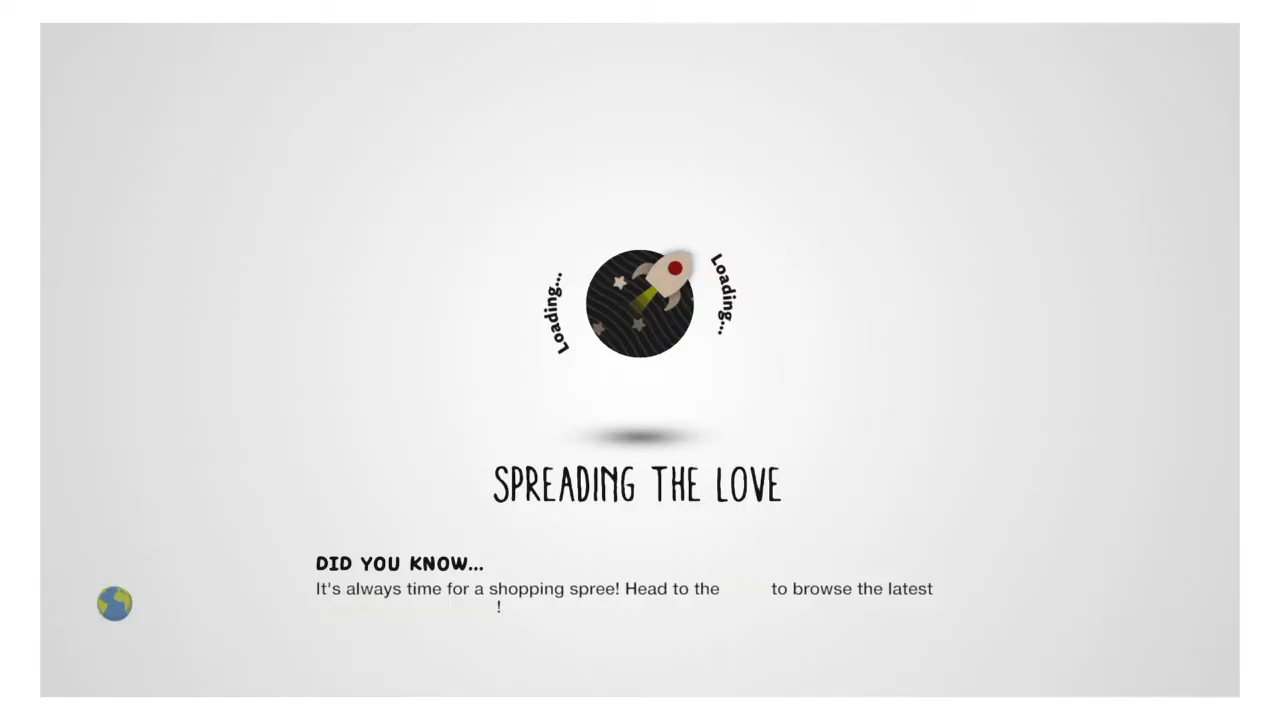 Loading...
Loading...
SPREADING THE LOVE
DID YOU KNOW...
It's always time for a shopping spree! Head to the to browse the latest
!